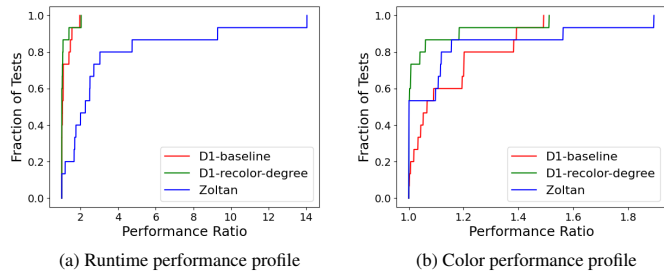 1.0
0.8
0.6
0.4
0.2
0.0
Fraction of Tests
D1-baseline
D1-recolor-degree
Zoltan
2 4 6 8 10 12 14
Performance Ratio
(a) Runtime performance profile
1.0
0.8
0.6
0.4
0.2
0.0
Fraction of Tests
D1-baseline
D1-recolor-degree
Zoltan
1.0 1.2 1.4 1.6 1.8
Performance Ratio
(b) Color performance profile